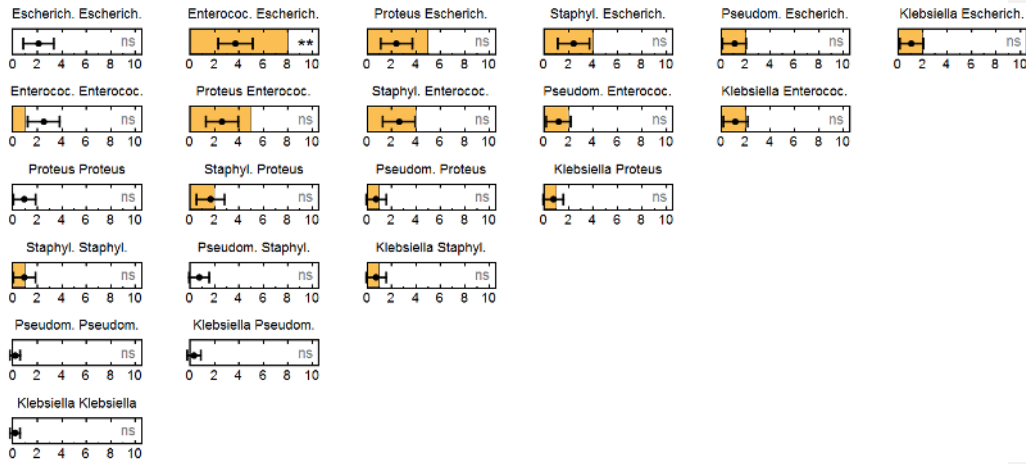 Escherich. Escherich. Enterococ. Escherich. Proteus Escherich. Staphyl. Escherich. Pseudom. Escherich. Klebsiella Escherich.
ns ** ns ns ns ns
0 2 4 6 8 10 0 2 4 6 8 10 0 2 4 6 8 10 0 2 4 6 8 10 0 2 4 6 8 10 0 2 4 6 8 10
Enterococ. Enterococ. Proteus Enterococ. Staphyl. Enterococ. Pseudom. Enterococ. Klebsiella Enterococ.
ns ns ns ns ns
0 2 4 6 8 10 0 2 4 6 8 10 0 2 4 6 8 10 0 2 4 6 8 10 0 2 4 6 8 10
Proteus Proteus Staphyl. Proteus Pseudom. Proteus Klebsiella Proteus
ns ns ns ns
0 2 4 6 8 10 0 2 4 6 8 10 0 2 4 6 8 10 0 2 4 6 8 10
Staphyl. Staphyl. Pseudom. Staphyl. Klebsiella Staphyl.
ns ns ns
0 2 4 6 8 10 0 2 4 6 8 10 0 2 4 6 8 10
Pseudom. Pseudom. Klebsiella Pseudom.
ns ns
0 2 4 6 8 10 0 2 4 6 8 10
Klebsiella Klebsiella
ns
0 2 4 6 8 10